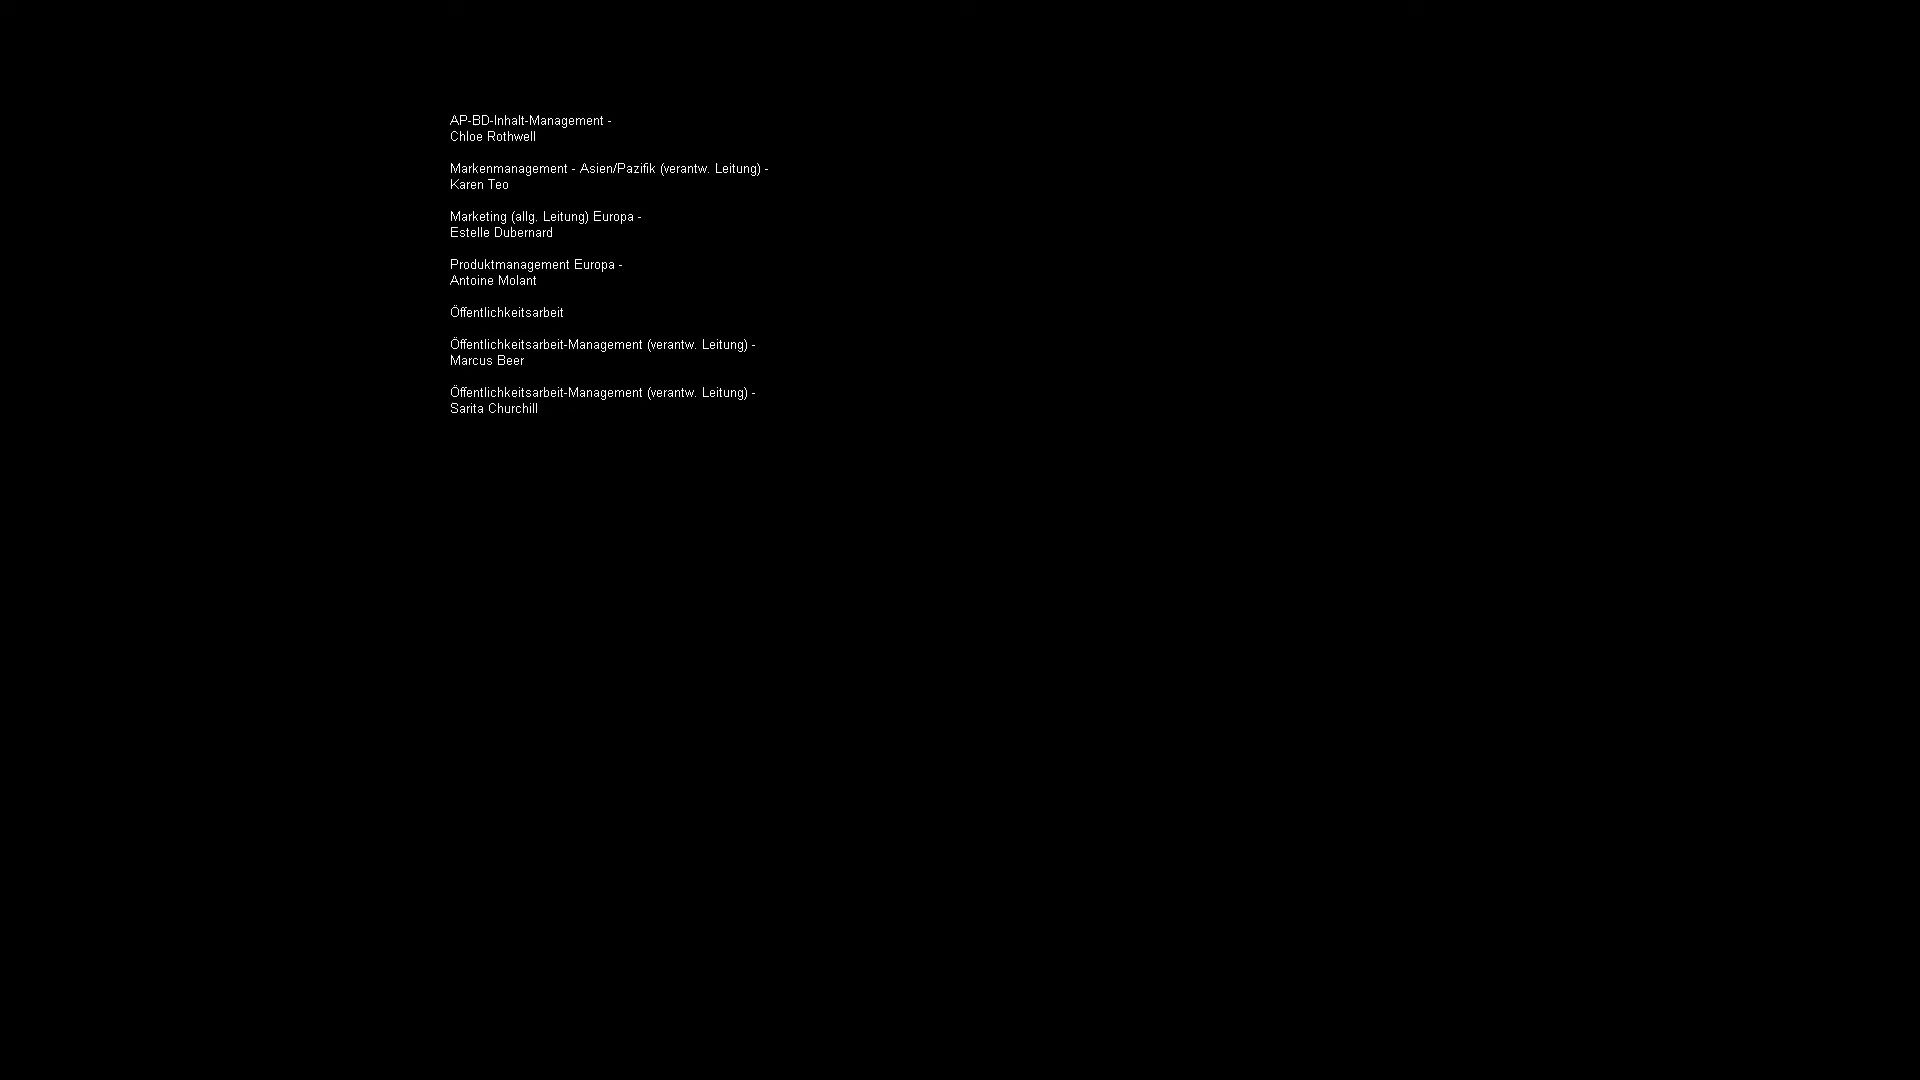 AP-BD-Inhalt-Management -
Chloe Rothwell
Markenmanagement - Asien/Pazifik (verantw. Leitung) -
Karen Teo
Marketing (allg. Leitung) Europa -
Estelle Dubernard
Produktmanagement Europa -
Antoine Molant
Öffentlichkeitsarbeit
Öffentlichkeitsarbeit-Management (verantw. Leitung) -
Marcus Beer
Öffentlichkeitsarbeit-Management (verantw. Leitung) -
Sarita Churchill